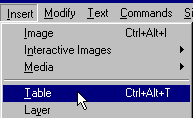 Insert Modify Text Commands
Image Ctrl+Alt+I
Interactive Images
Media
Table Ctrl+Alt+T
Layer